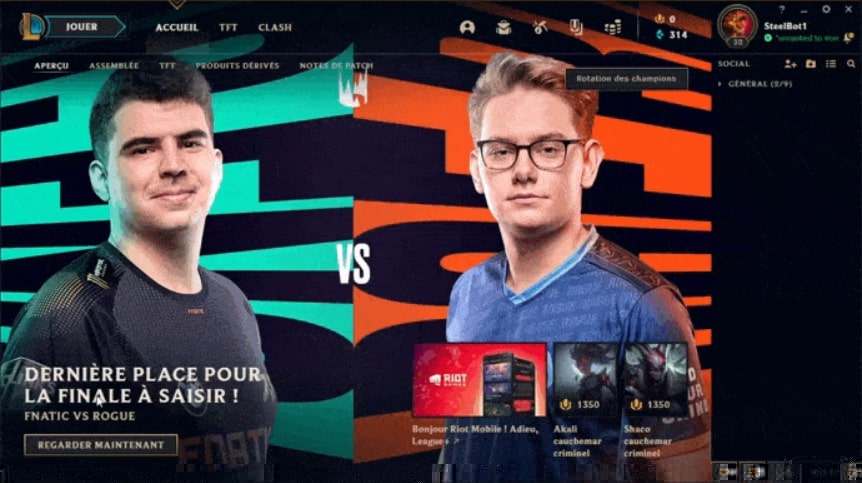 JOUER
ACCUEIL
TFT
CLASH
0
314
32
SteelBot1
APERÇU
ASSEMBLÉE
TFT
PRODUITS DÉRIVÉS
NOTES DE PATCH
Rotation des champions
SOCIAL
GÉNÉRAL (2/9)
VS
DERNIÈRE PLACE POUR
LA FINALE À SAISIR !
FNATIC VS ROGUE
REGARDER MAINTENANT
RIOT
GAMES
1350
1350
Bonjour Riot Mobile ! Adieu,
League+
Akali
cauchemar
criminel
Shaco
cauchemar
criminel